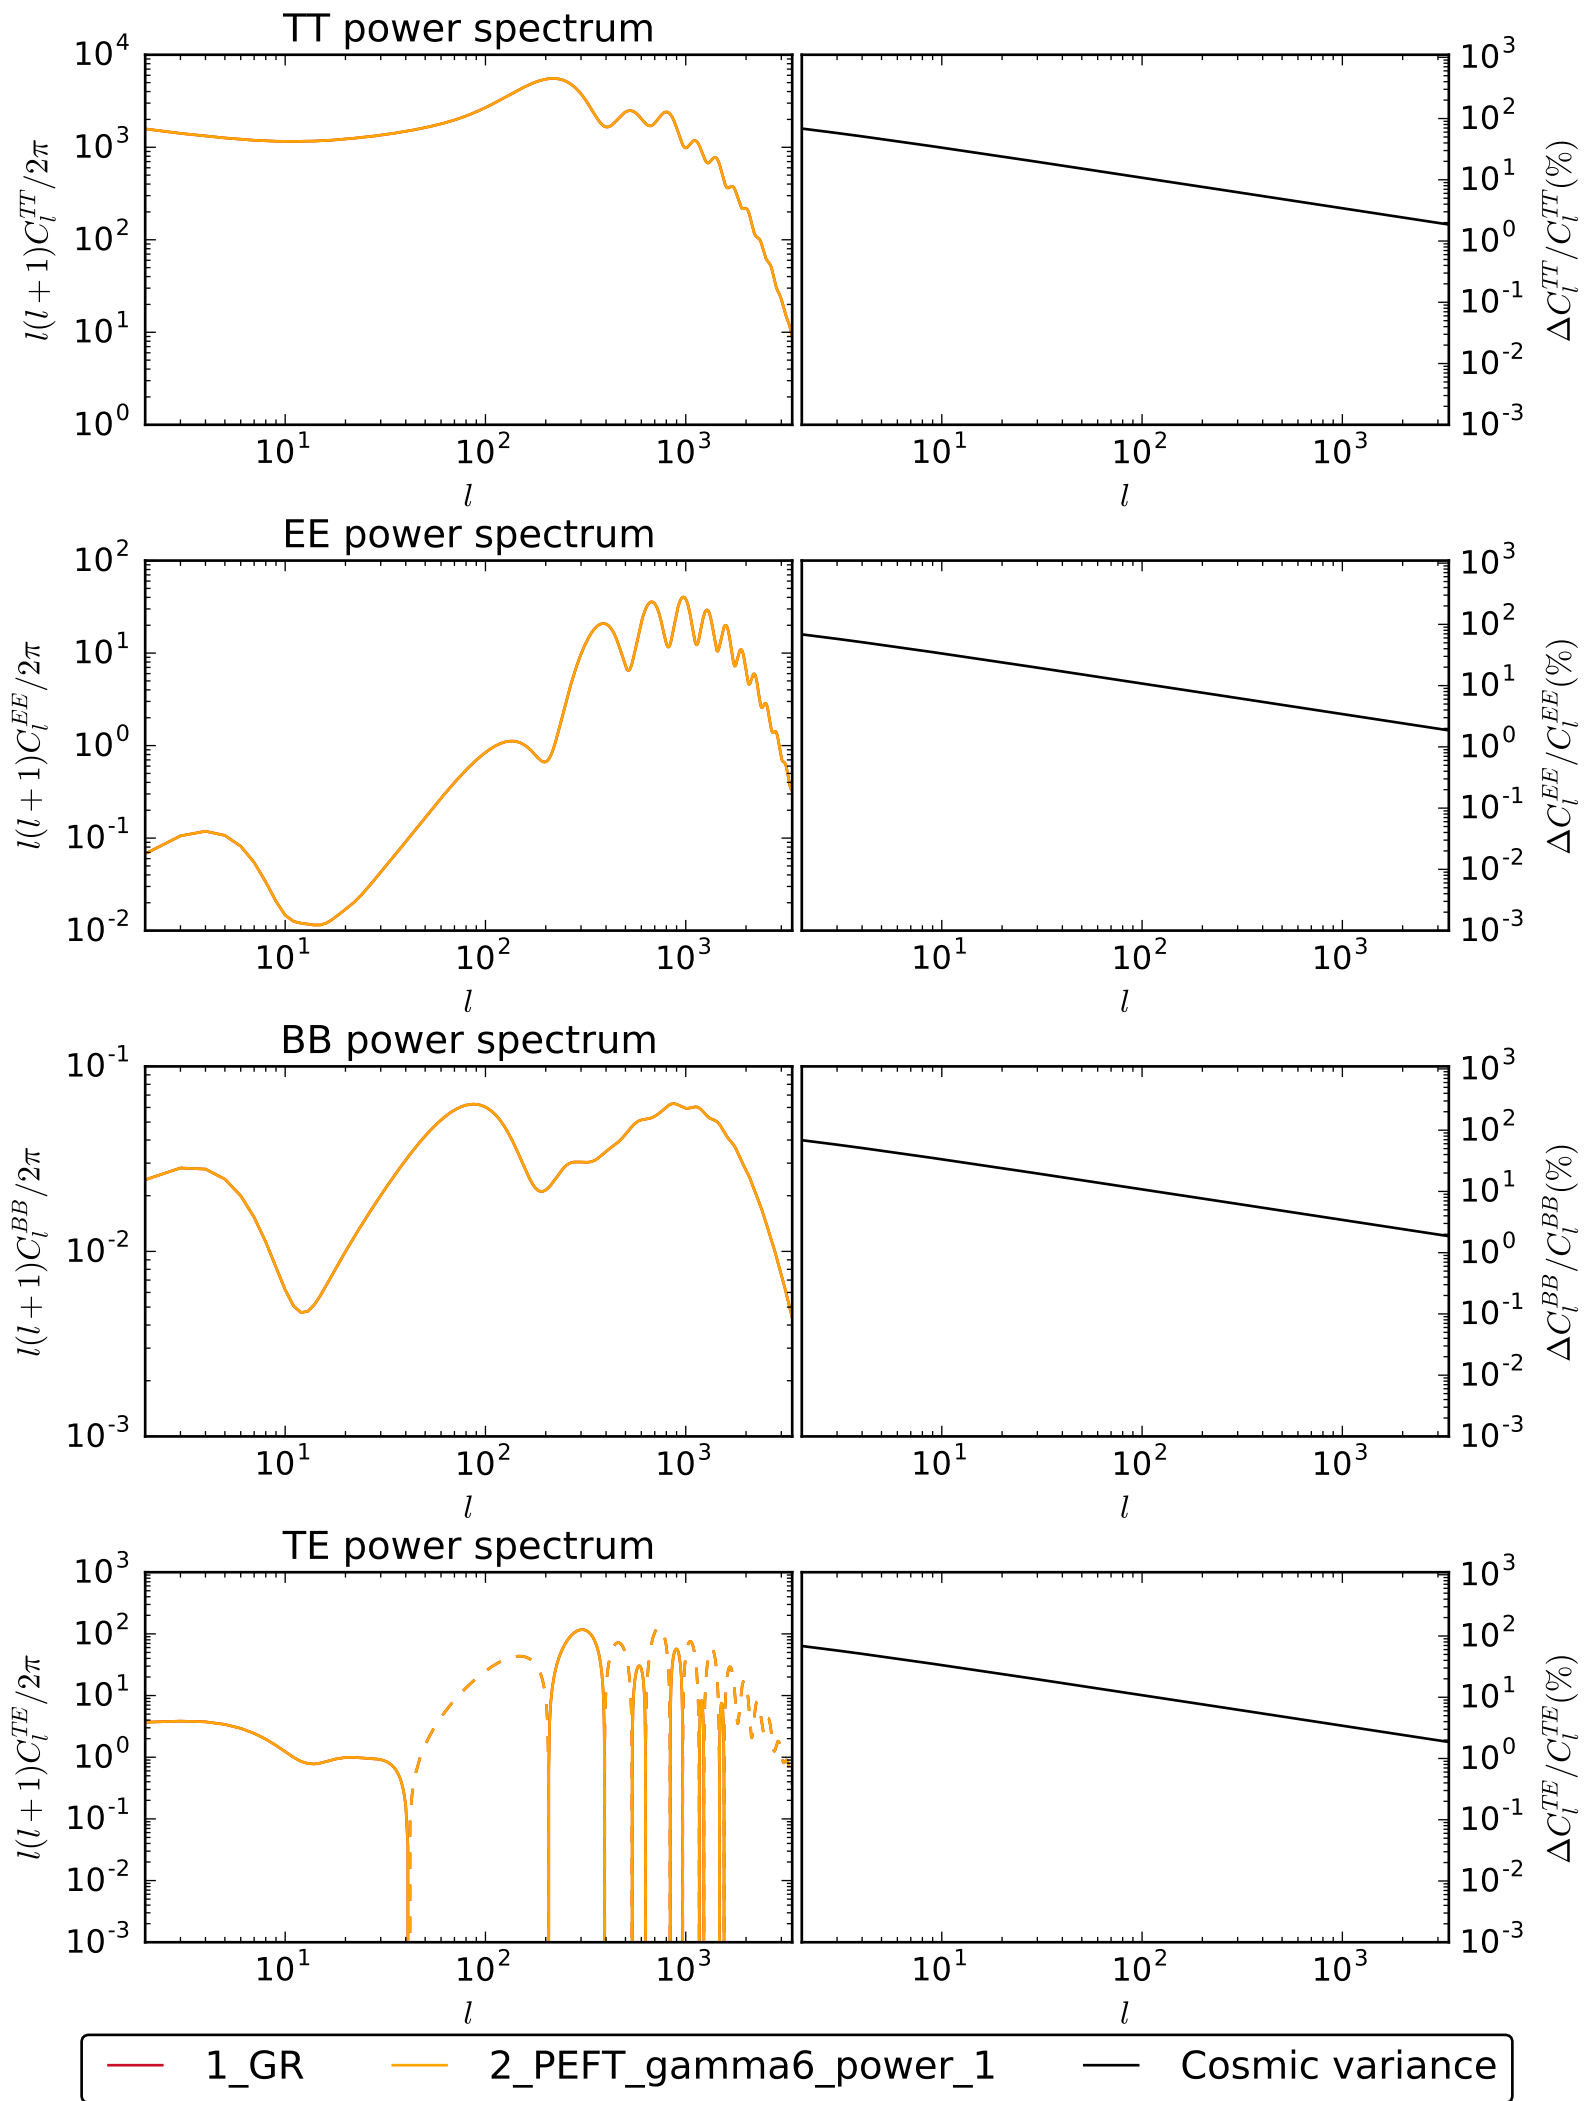 TT power spectrum
10^4
10^3
10^2
10^1
10^0
l(l+1)C_l^{TT}/2π
10^1 10^2 10^3
l
10^3
10^2
10^1
10^0
10^-1
10^-2
10^-3
ΔC_l^{TT}/C_l^{TT}(%)
10^1 10^2 10^3
l
EE power spectrum
10^2
10^1
10^0
10^-1
10^-2
l(l+1)C_l^{EE}/2π
10^1 10^2 10^3
l
10^3
10^2
10^1
10^0
10^-1
10^-2
10^-3
ΔC_l^{EE}/C_l^{EE}(%)
10^1 10^2 10^3
l
BB power spectrum
10^-1
10^-2
10^-3
l(l+1)C_l^{BB}/2π
10^1 10^2 10^3
l
10^3
10^2
10^1
10^0
10^-1
10^-2
10^-3
ΔC_l^{BB}/C_l^{BB}(%)
10^1 10^2 10^3
l
TE power spectrum
10^3
10^2
10^1
10^0
10^-1
10^-2
10^-3
l(l+1)C_l^{TE}/2π
10^1 10^2 10^3
l
10^3
10^2
10^1
10^0
10^-1
10^-2
10^-3
ΔC_l^{TE}/C_l^{TE}(%)
10^1 10^2 10^3
l
1_GR 2_PEFT_gamma6_power_1 Cosmic variance